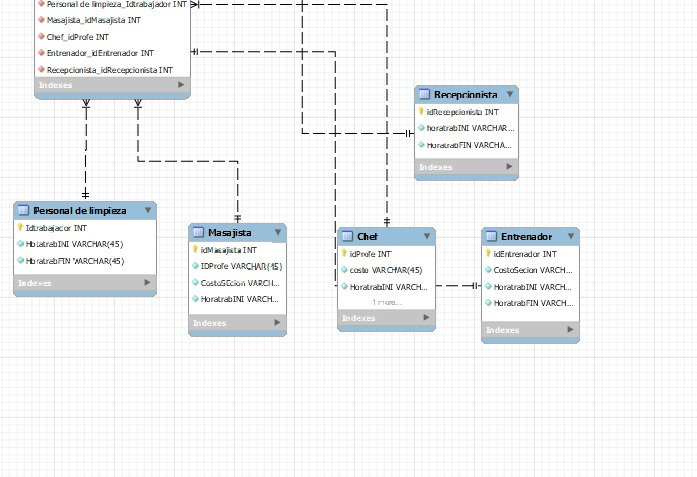 Personal de limpieza_Idtrabajador INT
Masajista_idMasajista INT
Chef_idProfe INT
Entrenador_idEntrenador INT
Recepcionista_idRecepcionista INT
Indexes
Recepcionista
idRecepcionista INT
horatrabINI VARCHAR...
HoratrabFIN VARCHA...
Indexes
Personal de limpieza
Idtrabajador INT
HoratrabINI VARCHAR(45)
HoratrabFIN VARCHAR(45)
Indexes
Masajista
idMasajista INT
IDProfe VARCHAR(45)
CostoSEcion VARCH...
HoratrabINI VARCH...
Indexes
Chef
idProfe INT
costo VARCHAR(45)
HoratrabINI VARCH...
1 more...
Indexes
Entrenador
idEntrenador INT
CostoSecion VARCH...
HoratrabINI VARCH...
HoratrabFIN VARCH...
Indexes